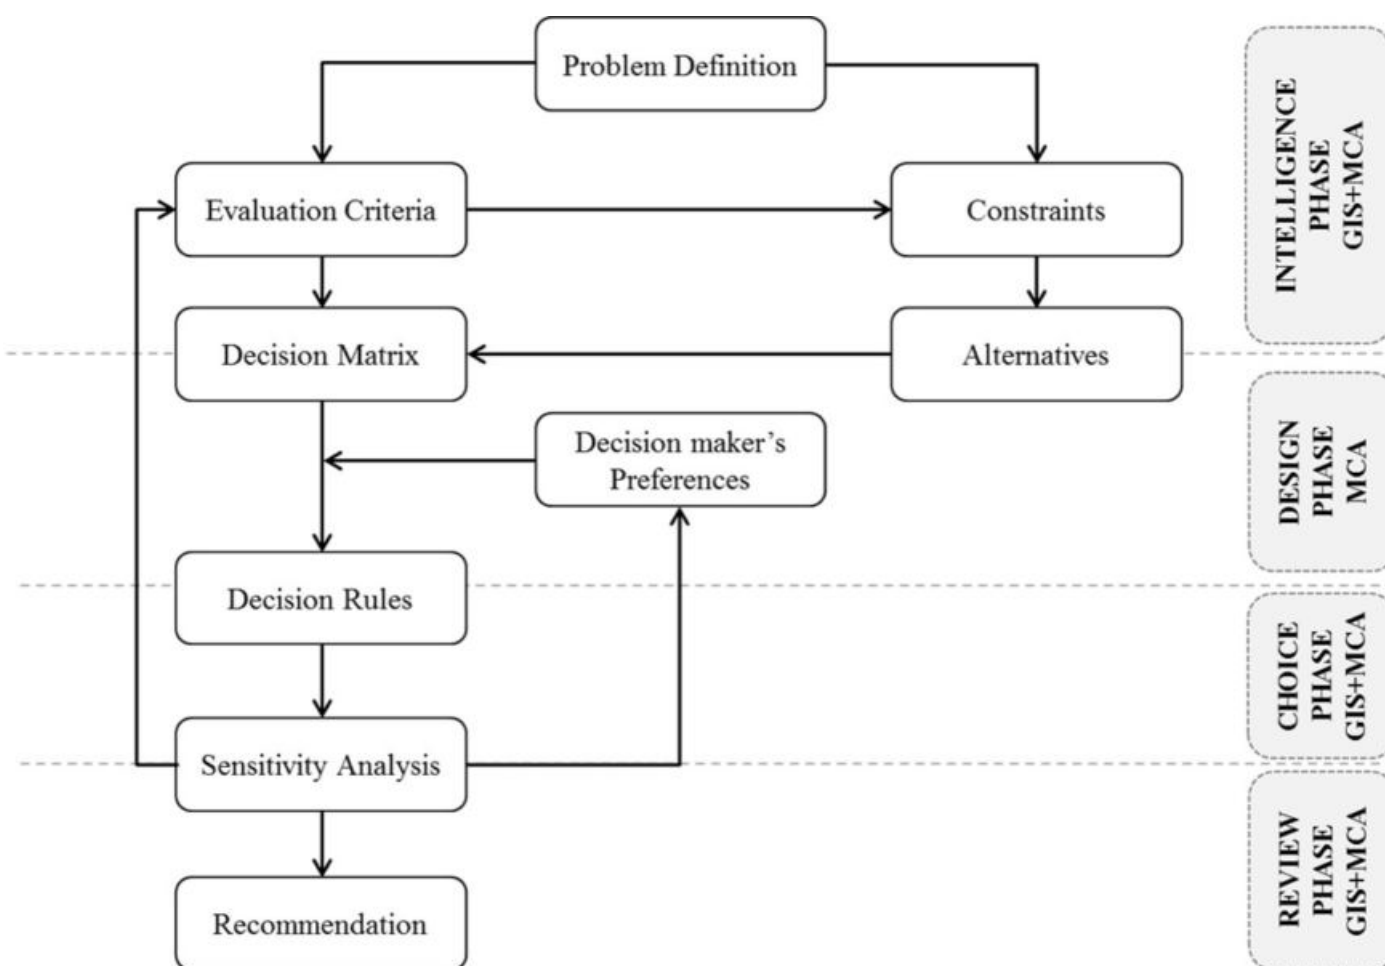 Problem Definition
Evaluation Criteria
Constraints
Decision Matrix
Alternatives
Decision maker’s
Preferences
Decision Rules
Sensitivity Analysis
Recommendation
INTELLIGENCE
PHASE
GIS+MCA
DESIGN
PHASE
MCA
CHOICE
PHASE
GIS+MCA
REVIEW
PHASE
GIS+MCA